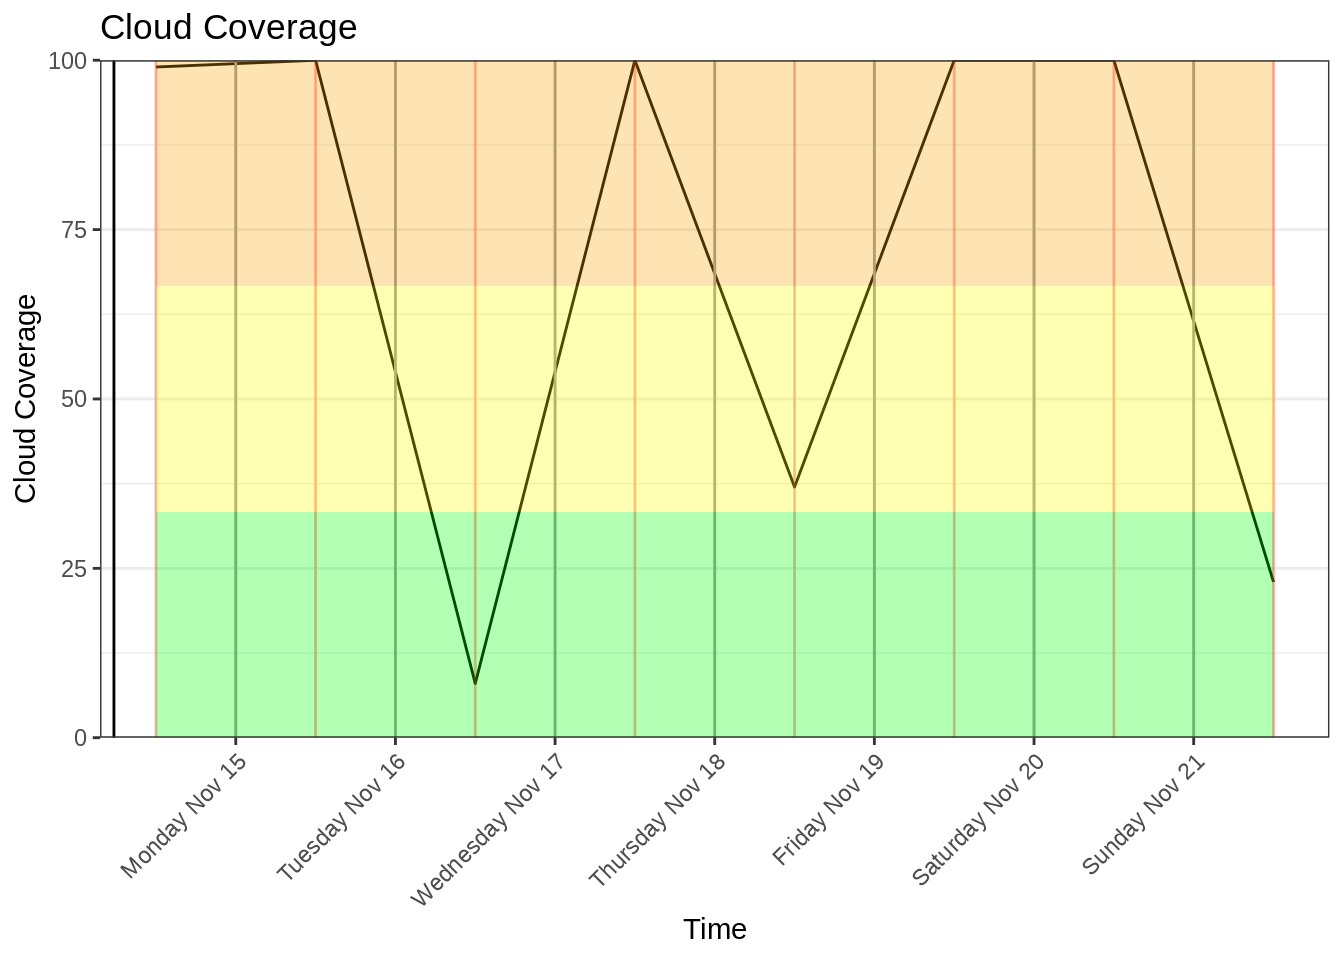 Cloud Coverage
100
75
50
25
0
Cloud Coverage
Monday Nov 15
Tuesday Nov 16
Wednesday Nov 17
Thursday Nov 18
Friday Nov 19
Saturday Nov 20
Sunday Nov 21
Time